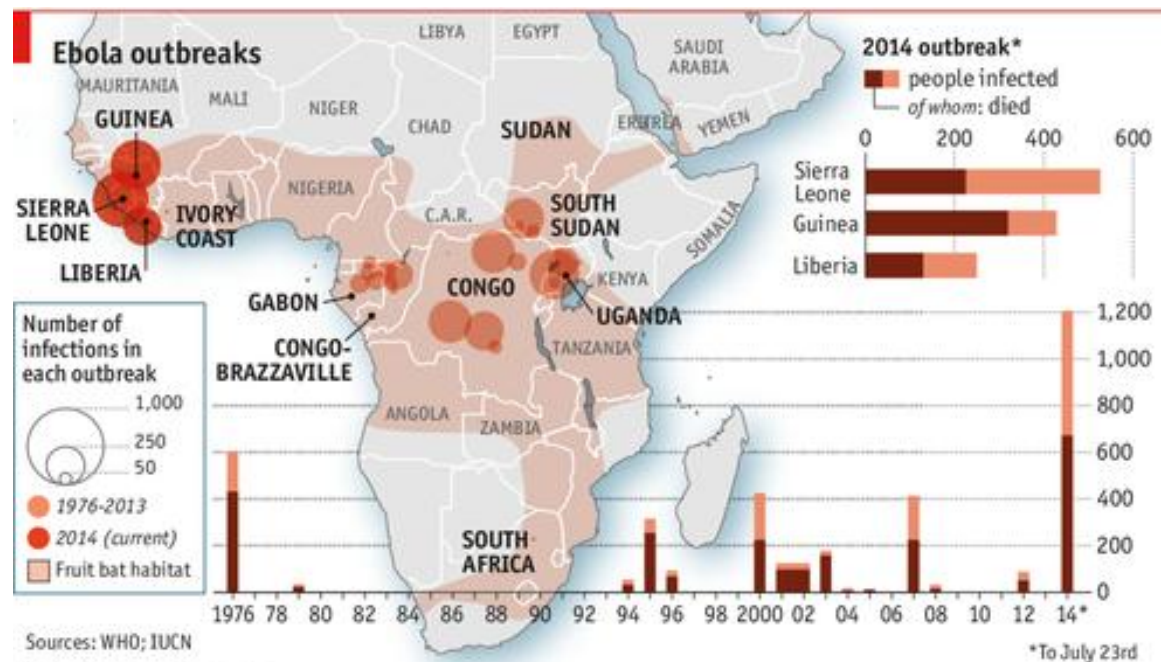 Ebola outbreaks
LIBYA
EGYPT
SAUDI
ARABIA
MAURITANIA
MALI
NIGER
CHAD
SUDAN
ERITREA
YEMEN
GUINEA
NIGERIA
SIERRA
LEONE
IVORY
COAST
C.A.R.
SOUTH
SUDAN
SOMALIA
LIBERIA
GABON
CONGO
KENYA
UGANDA
CONGO-
BRAZZAVILLE
TANZANIA
ANGOLA
ZAMBIA
SOUTH
AFRICA
2014 outbreak*
people infected
of whom: died
0 200 400 600
Sierra
Leone
Guinea
Liberia
Number of
infections in
each outbreak
1,000
250
50
1976-2013
2014 (current)
Fruit bat habitat
1,200
1,000
800
600
400
200
0
1976 78 80 82 84 86 88 90 92 94 96 98 2000 02 04 06 08 10 12 14*
Sources: WHO; IUCN
*To July 23rd